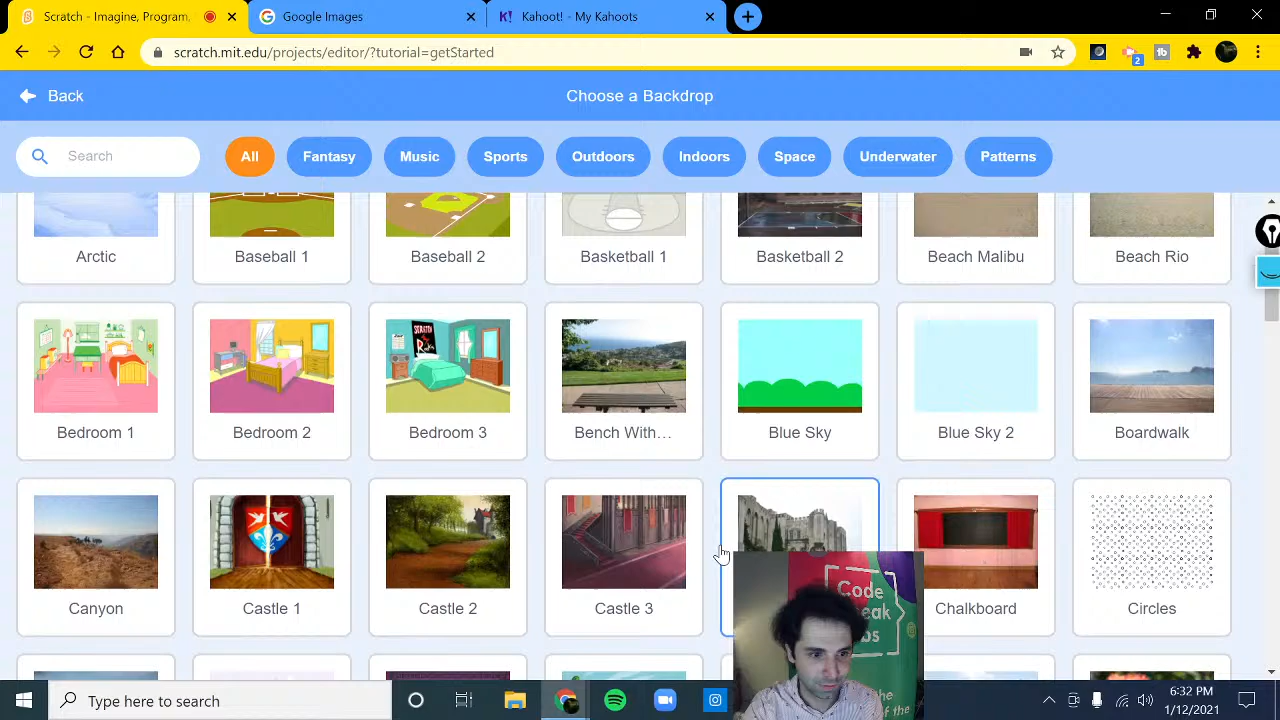 Scratch - Imagine, Program,
Google Images
Kahoot! - My Kahoots
scratch.mit.edu/projects/editor/?tutorial=getStarted
2
Back
Choose a Backdrop
Search
All
Fantasy
Music
Sports
Outdoors
Indoors
Space
Underwater
Patterns
Arctic
Baseball 1
Baseball 2
Basketball 1
Basketball 2
Beach Malibu
Beach Rio
SCRATCH
Bedroom 1
Bedroom 2
Bedroom 3
Bench With...
Blue Sky
Blue Sky 2
Boardwalk
Canyon
Castle 1
Castle 2
Castle 3
Chalkboard
Circles
Code
Type here to search
6:32 PM
1/12/2021